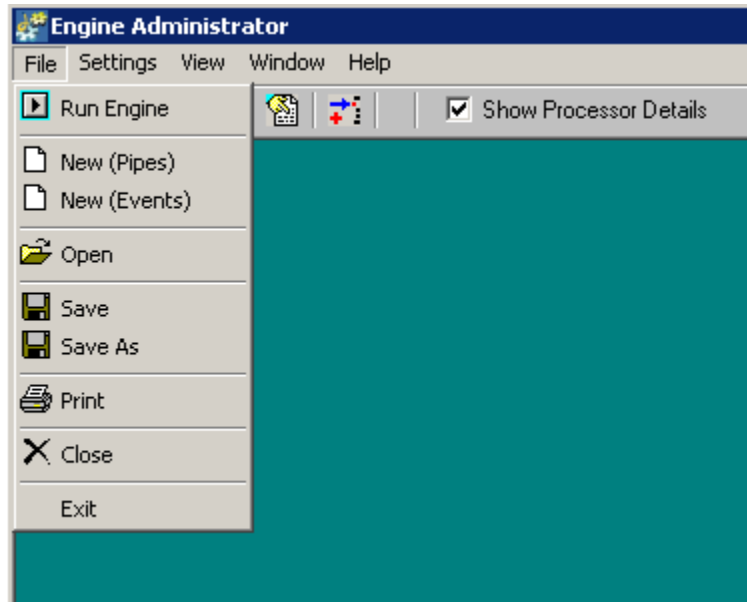 Engine Administrator
File Settings View Window Help
Run Engine
Show Processor Details
New (Pipes)
New (Events)
Open
Save
Save As
Print
Close
Exit